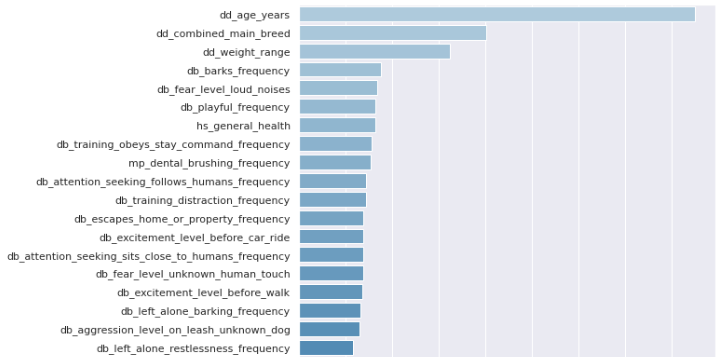 dd_age_years
dd_combined_main_breed
dd_weight_range
db_barks_frequency
db_fear_level_loud_noises
db_playful_frequency
hs_general_health
db_training_obeys_stay_command_frequency
mp_dental_brushing_frequency
db_attention_seeking_follows_humans_frequency
db_training_distraction_frequency
db_escapes_home_or_property_frequency
db_excitement_level_before_car_ride
db_attention_seeking_sits_close_to_humans_frequency
db_fear_level_unknown_human_touch
db_excitement_level_before_walk
db_left_alone_barking_frequency
db_aggression_level_on_leash_unknown_dog
db_left_alone_restlessness_frequency